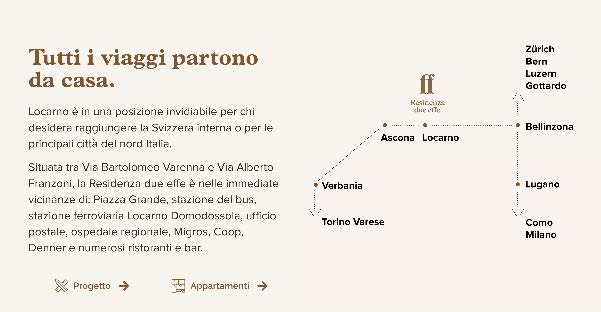 Tutti i viaggi partono
da casa.
Locarno è in una posizione invidiabile per chi
desidera raggiungere la Svizzera interna o per le
principali città del nord Italia.
Situata tra Via Bartolomeo Varenna e Via Alberto
Franzoni, la Residenza due effe è nelle immediate
vicinanze di: Piazza Grande, stazione del bus,
stazione ferroviaria Locarno Domodossola, ufficio
postale, ospedale regionale, Migros, Coop,
Denner e numerosi ristoranti e bar.
Progetto
Appartamenti
ff
Residenza
due effe
Zürich
Bern
Luzern
Gottardo
Ascona
Locarno
Bellinzona
Verbania
Lugano
Torino Varese
Como
Milano